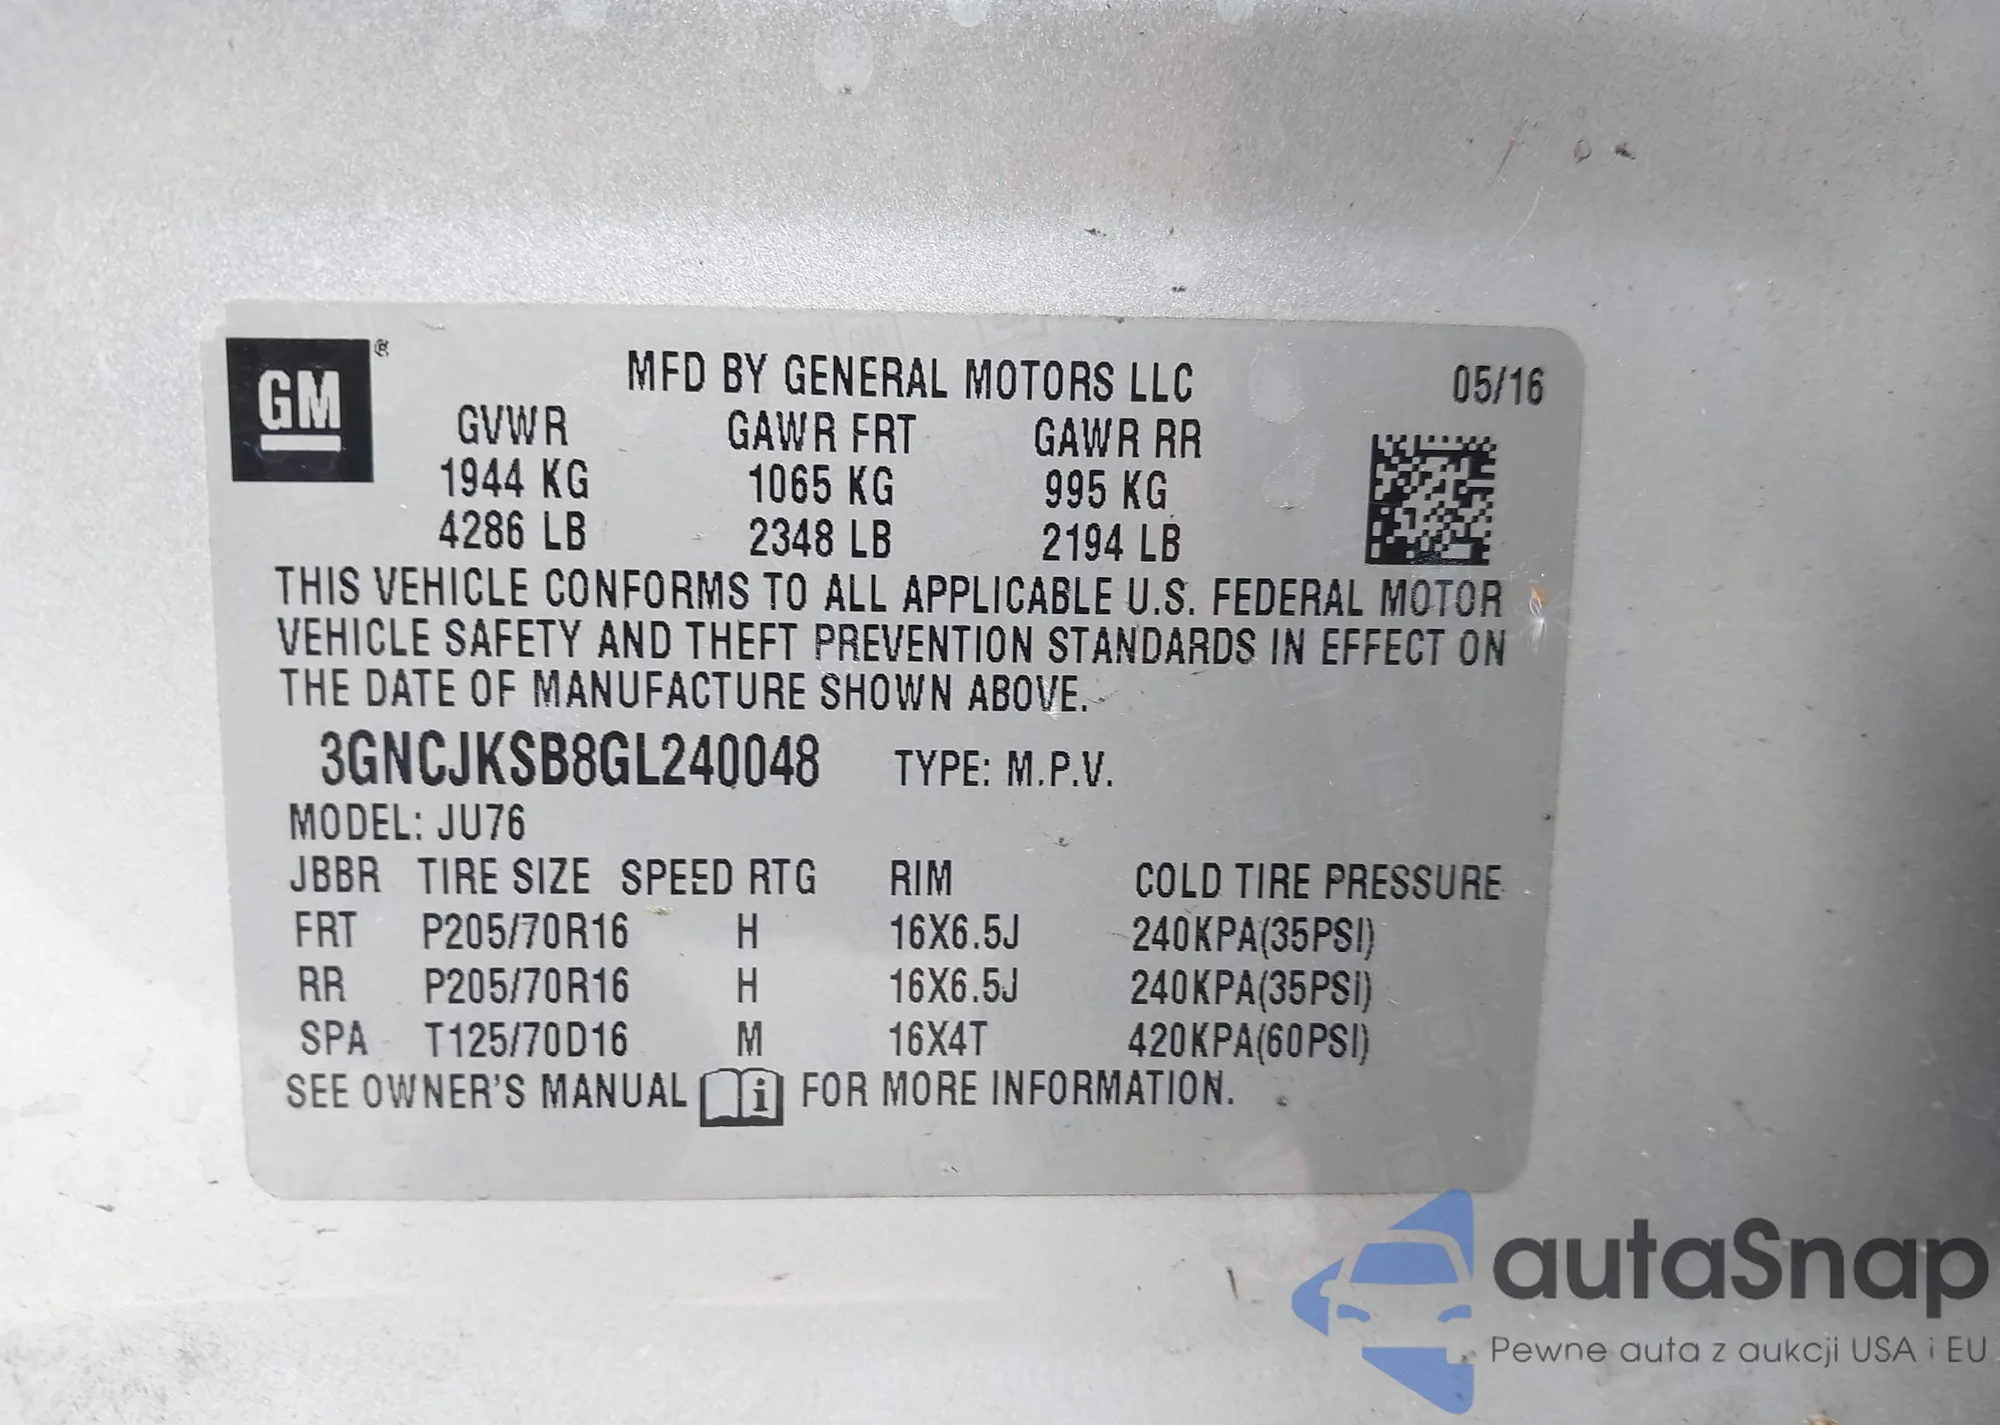 GM ®
MFD BY GENERAL MOTORS LLC 05/16
GVWR GAWR FRT GAWR RR
1944 KG 1065 KG 995 KG
4286 LB 2348 LB 2194 LB
THIS VEHICLE CONFORMS TO ALL APPLICABLE U.S. FEDERAL MOTOR
VEHICLE SAFETY AND THEFT PREVENTION STANDARDS IN EFFECT ON
THE DATE OF MANUFACTURE SHOWN ABOVE.
3GNCJKSB8GL240048 TYPE: M.P.V.
MODEL: JU76
JBBR TIRE SIZE SPEED RTG RIM COLD TIRE PRESSURE
FRT P205/70R16 H 16X6.5J 240KPA(35PSI)
RR P205/70R16 H 16X6.5J 240KPA(35PSI)
SPA T125/70D16 M 16X4T 420KPA(60PSI)
SEE OWNER'S MANUAL i FOR MORE INFORMATION.
autaSnap
Pewne auta z aukcji USA i EU